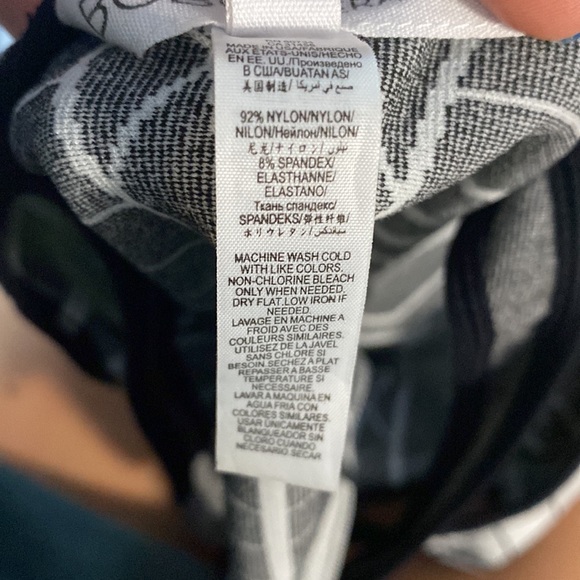 MADE IN USA/FABRIQUÉ
EN EE. UU./Произведено
В США/BUATAN AS/
美国制造/صنع في أمريكا
92% NYLON/NYLON/
NILON/Нейлон/NILON/
尼龙/ナイロン/نايلون
8% SPANDEX/
ELASTHANNE/
ELASTANO/
Ткань спандекс/
SPANDEKS/弹性纤维/
ポリウレタン/سباندكس
MACHINE WASH COLD
WITH LIKE COLORS.
NON-CHLORINE BLEACH
ONLY WHEN NEEDED.
DRY FLAT.LOW IRON IF
NEEDED.
LAVAGE EN MACHINE A
FROID AVEC DES
COULEURS SIMILAIRES.
UTILISEZ DE LA JAVEL
SANS CHLORE SI
BESOIN.SECHEZ A PLAT
REPASSER A BASSE
TEMPERATURE SI
NECESSAIRE.
LAVAR A MAQUINA EN
AGUA FRIA CON
COLORES SIMILARES.
USAR UNICAMENTE
BLANQUEADOR SIN
CLORO CUANDO
NECESARIO SECAR